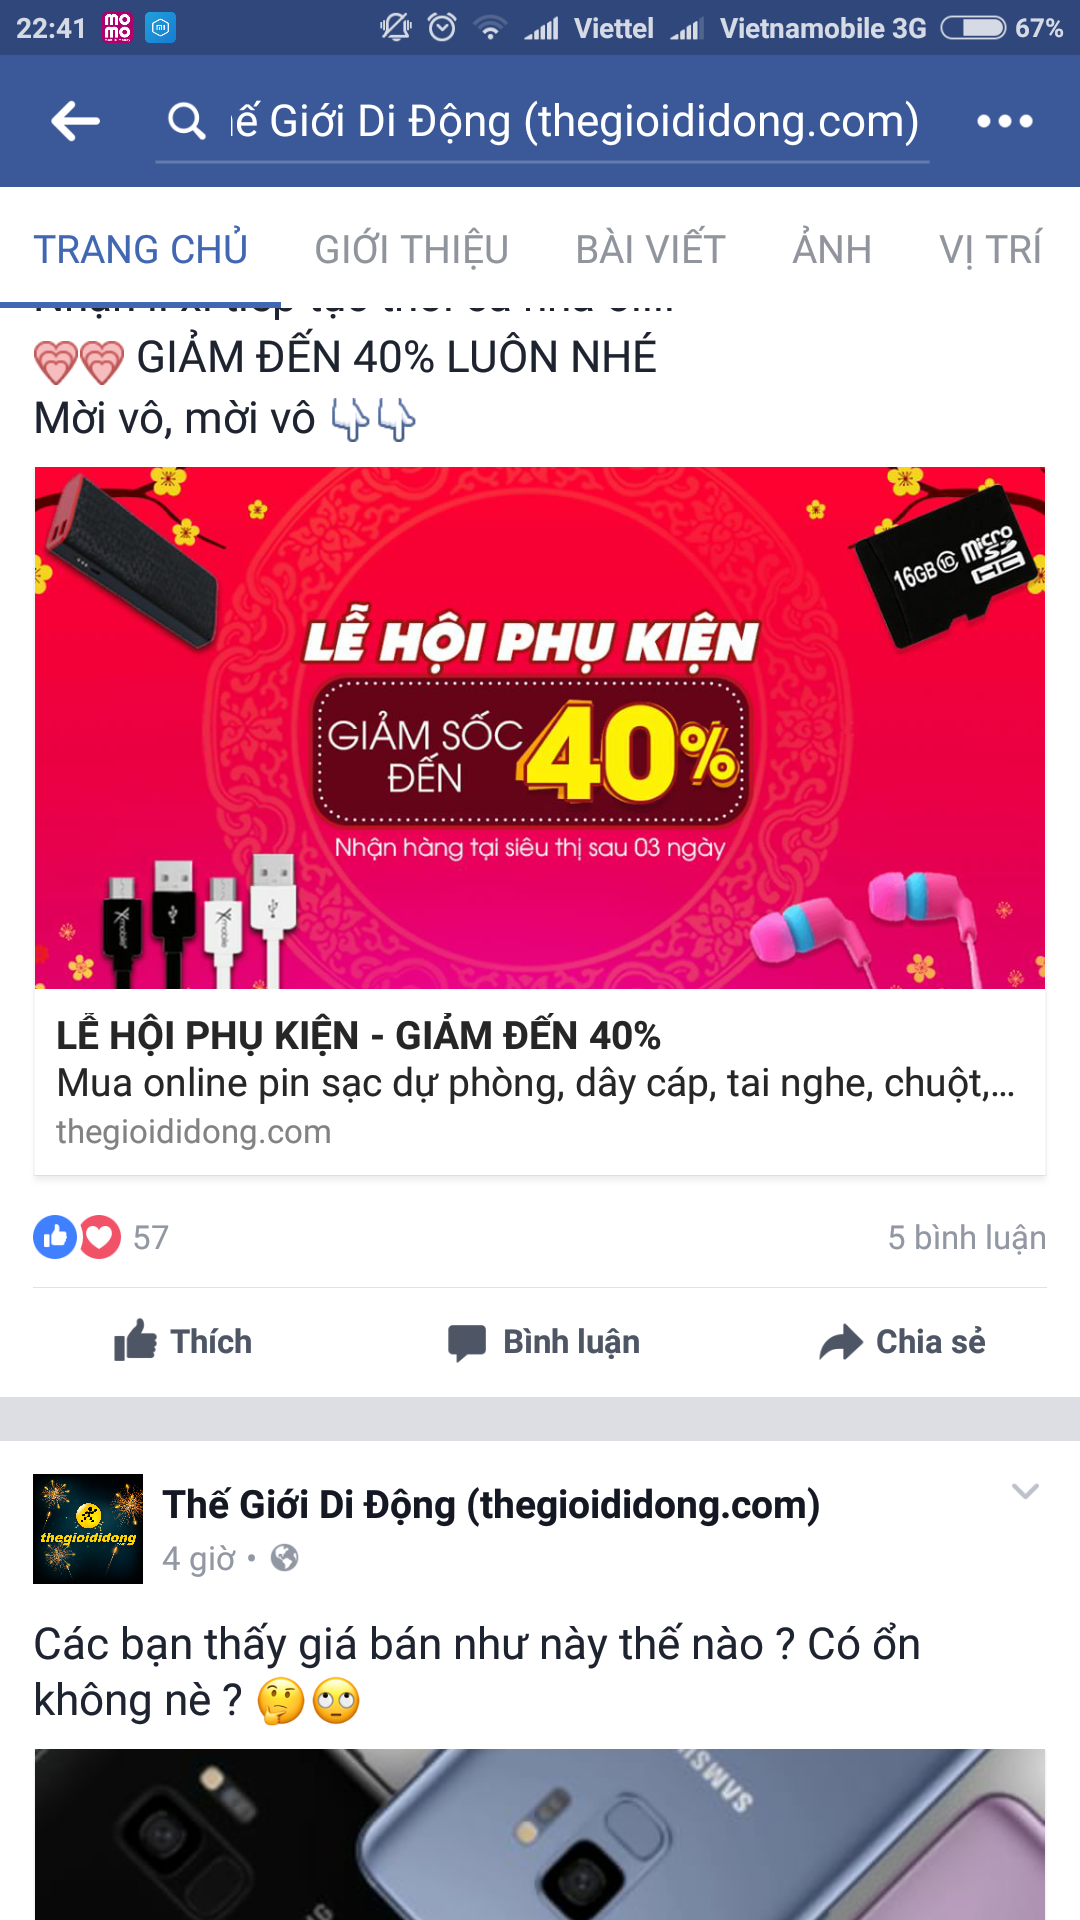 22:41
mo
mo
Viettel
Vietnamobile 3G
67%
Giới Di Động (thegioididong.com)
TRANG CHỦ
GIỚI THIỆU
BÀI VIẾT
ẢNH
VỊ TRÍ
GIẢM ĐẾN 40% LUÔN NHÉ
Mời vô, mời vô
16GB 10 Micro SD HC
LỄ HỘI PHỤ KIỆN
GIẢM SỐC
ĐẾN
40%
Nhận hàng tại siêu thị sau 03 ngày
Xmobile
Xmobile
LỄ HỘI PHỤ KIỆN - GIẢM ĐẾN 40%
Mua online pin sạc dự phòng, dây cáp, tai nghe, chuột,...
thegioididong.com
57
5 bình luận
Thích
Bình luận
Chia sẻ
thegioididong
Thế Giới Di Động (thegioididong.com)
4 giờ •
Các bạn thấy giá bán như này thế nào ? Có ổn
không nè ?